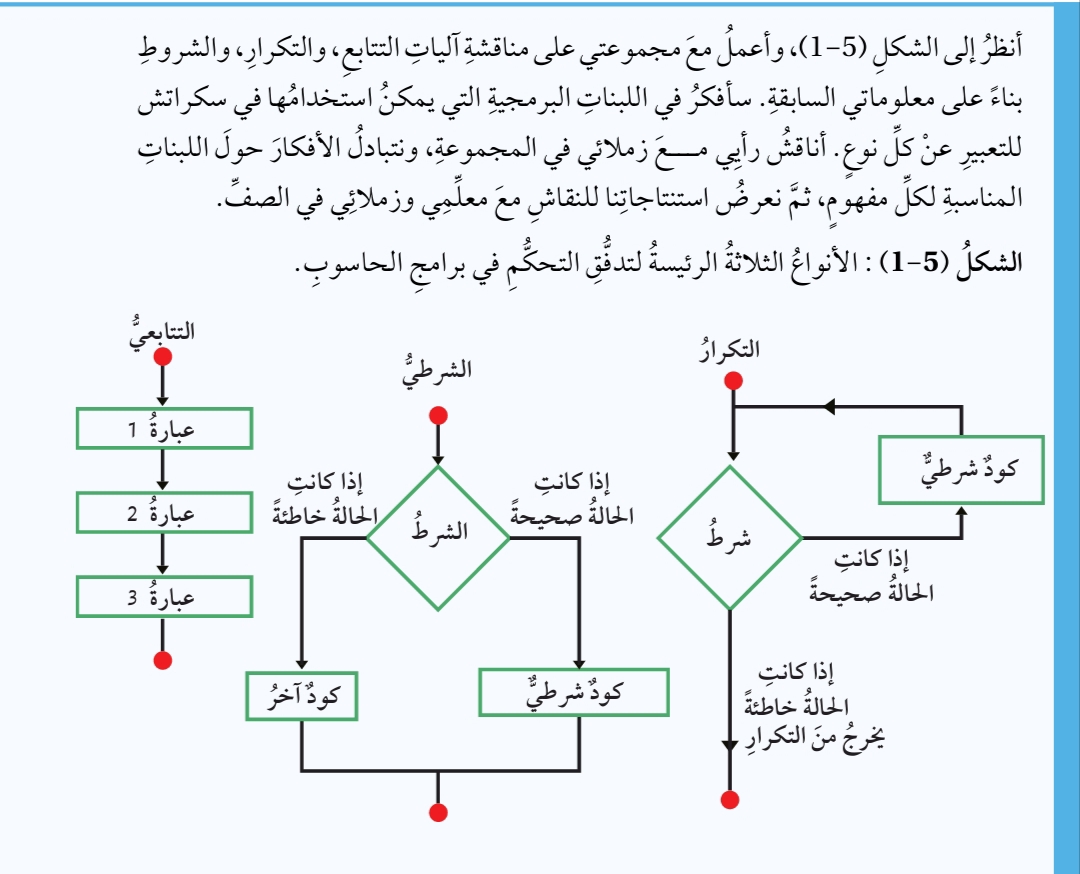 أنظرُ إلى الشكلِ (5-1)، وأعملُ معَ مجموعتي على مناقشةِ آلياتِ التتابعِ، والتكرارِ، والشروطِ
بناءً على معلوماتي السابقةِ. سأفكرُ في اللبناتِ البرمجيةِ التي يمكنُ استخدامُها في سكراتش
للتعبيرِ عنْ كلِّ نوعٍ. أناقشُ رأيِي مــعَ زملائي في المجموعةِ، ونتبادلُ الأفكارَ حولَ اللبناتِ
المناسبةِ لكلِّ مفهومٍ، ثمَّ نعرضُ استنتاجاتِنا للنقاشِ معَ معلِّمِي وزملائِي في الصفِّ.
الشكلُ (5-1) : الأنواعُ الثلاثةُ الرئيسةُ لتدفُّقِ التحكُّمِ في برامجِ الحاسوبِ.
التكرارُ
شرطُ
كودٌ شرطيٌّ
إذا كانتِ
الحالةُ صحيحةً
إذا كانتِ
الحالةُ خاطئةً
يخرجُ منَ التكرارِ
الشرطيُّ
الشرطُ
إذا كانتِ
الحالةُ صحيحةً
إذا كانتِ
الحالةُ خاطئةً
كودٌ شرطيٌّ
كودٌ آخرُ
التتابعيُّ
عبارةُ 1
عبارةُ 2
عبارةُ 3